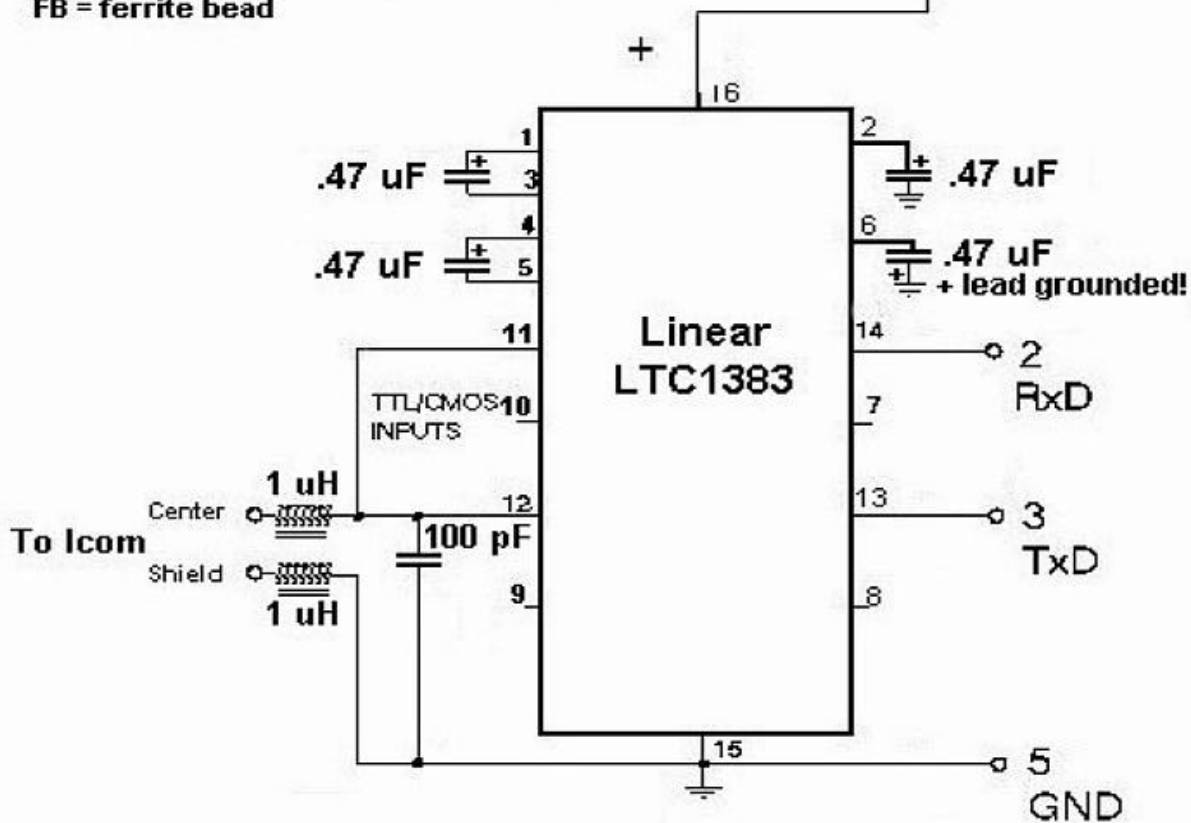 FB = ferrite bead
+
16
1
2
.47 uF
+
3
+
.47 uF
4
6
.47 uF
+
5
.47 uF
+
+ lead grounded!
11
Linear
LTC1383
14
2
RxD
TTL/CMOS
INPUTS
10
7
1 uH
Center
12
13
3
TxD
To Icom
100 pF
Shield
1 uH
9
8
15
5
GND